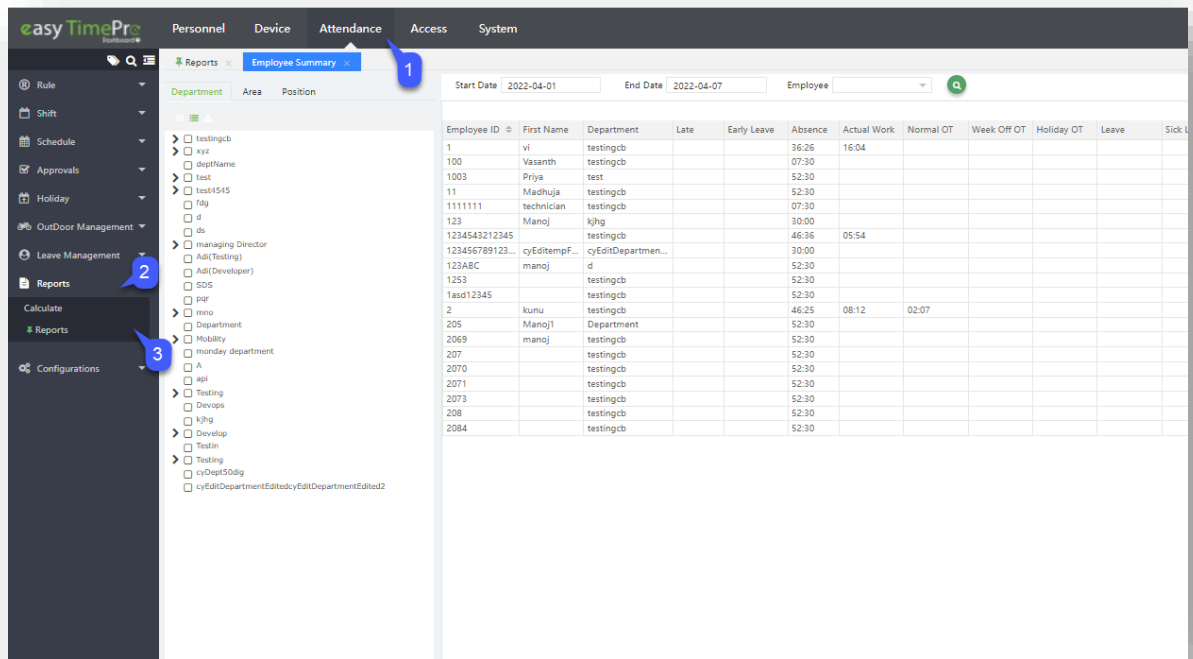 easy TimePro
Dashboard
Personnel Device Attendance Access System
1
Reports × Employee Summary ×
Rule
Shift
Schedule
Approvals
Holiday
OutDoor Management
Leave Management
2
Reports
Calculate
Reports
3
Configurations
Department Area Position
testingcb
xyz
deptName
test
test4545
fdg
d
ds
managing Director
Adi(Testing)
Adi(Developer)
SDS
pqr
mno
Department
Mobility
monday department
A
api
Testing
Devops
kjhg
Develop
Testin
Testing
cyDept50dig
cyEditDepartmentEditedcyEditDepartmentEdited2
Start Date 2022-04-01 End Date 2022-04-07 Employee
Employee ID First Name Department Late Early Leave Absence Actual Work Normal OT Week Off OT Holiday OT Leave Sick L
1 vi testingcb 36:26 16:04
100 Vasanth testingcb 07:30
1003 Priya test 52:30
11 Madhuja testingcb 52:30
1111111 technician testingcb 07:30
123 Manoj kjhg 30:00
1234543212345 testingcb 46:36 05:54
123456789123... cyEditempF... cyEditDepartmen... 30:00
123ABC manoj d 52:30
1253 testingcb 52:30
1asd12345 testingcb 52:30
2 kunu testingcb 46:25 08:12 02:07
205 Manoj1 Department 52:30
2069 manoj testingcb 52:30
207 testingcb 52:30
2070 testingcb 52:30
2071 testingcb 52:30
2073 testingcb 52:30
208 testingcb 52:30
2084 testingcb 52:30